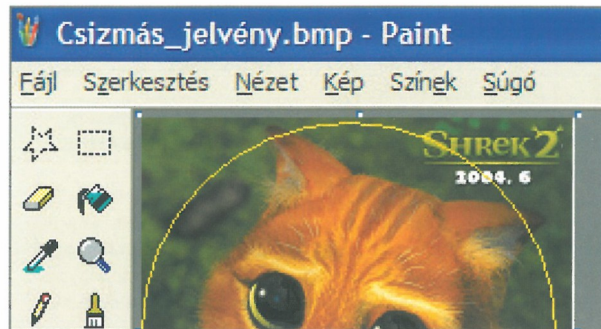 Csizmás_jelvény.bmp - Paint
Fájl Szerkesztés Nézet Kép Színek Súgó
SHREK 2
2004. 6